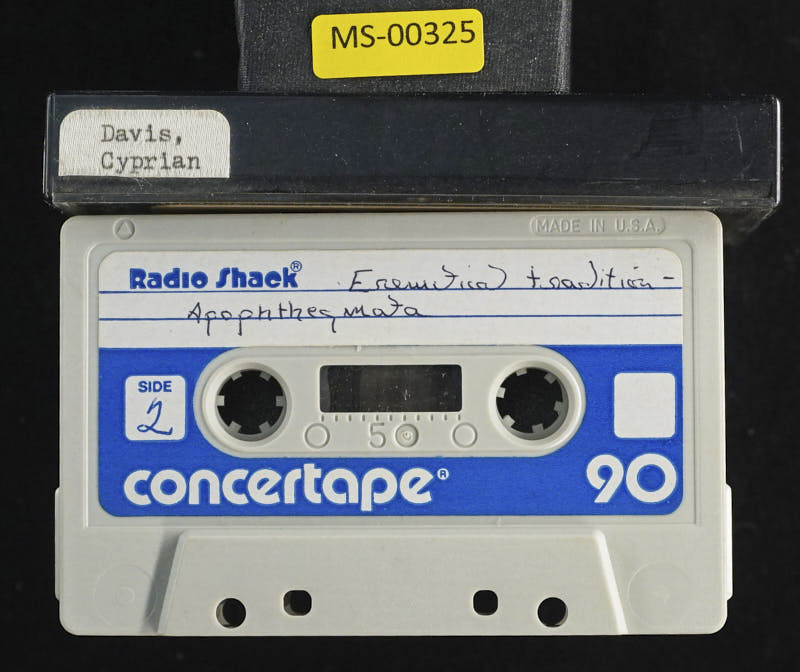 MS-00325
Davis,
Cyprian
MADE IN U.S.A.
Radio Shack® Eremitical tradition -
Apophthegmata
SIDE
2
5
concertape® 90